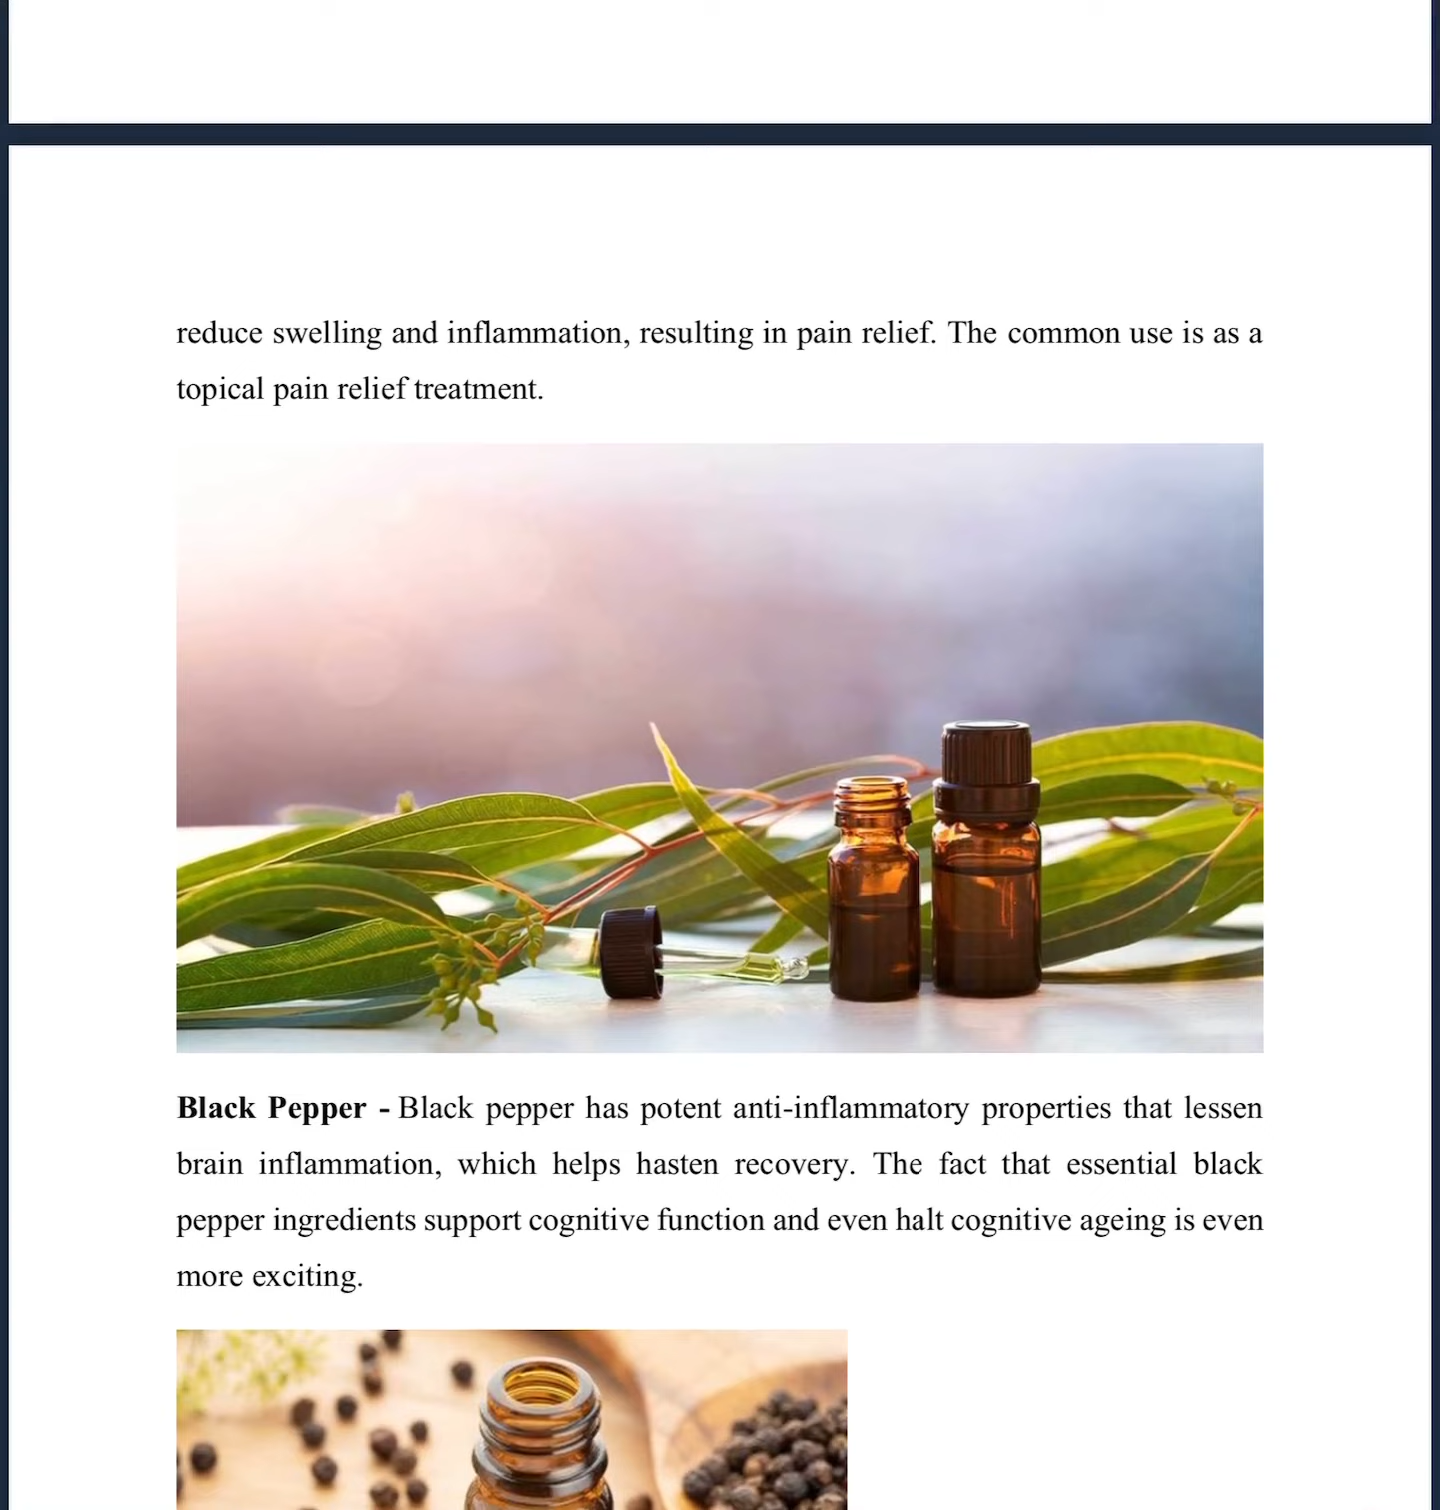 reduce swelling and inflammation, resulting in pain relief. The common use is as a
topical pain relief treatment.
Black Pepper - Black pepper has potent anti-inflammatory properties that lessen
brain inflammation, which helps hasten recovery. The fact that essential black
pepper ingredients support cognitive function and even halt cognitive ageing is even
more exciting.